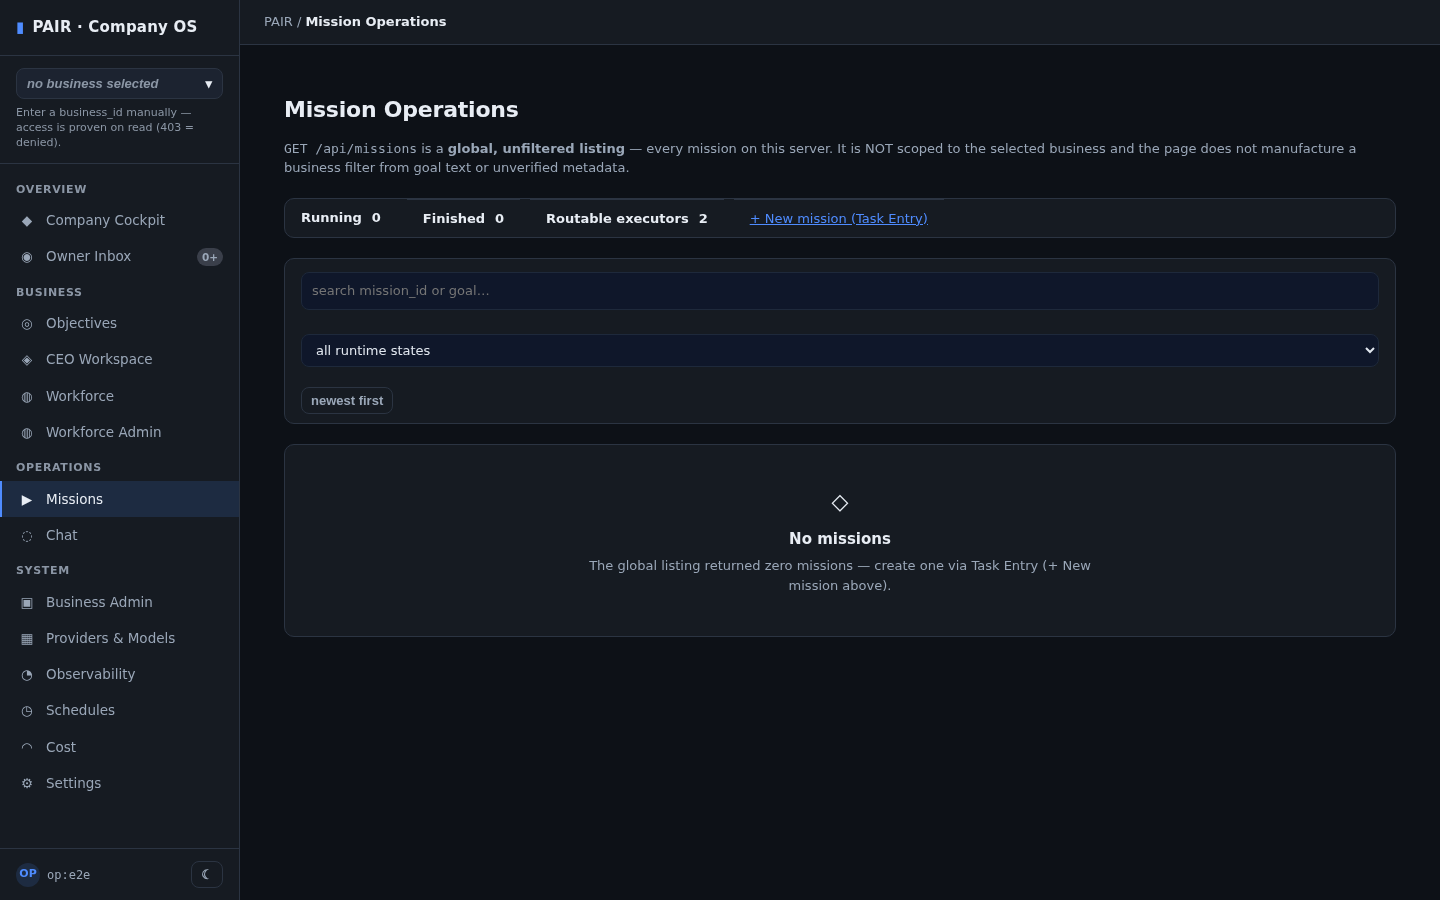 PAIR · Company OS
no business selected ▼
Enter a business_id manually —
access is proven on read (403 =
denied).
OVERVIEW
Company Cockpit
Owner Inbox 0+
BUSINESS
Objectives
CEO Workspace
Workforce
Workforce Admin
OPERATIONS
Missions
Chat
SYSTEM
Business Admin
Providers & Models
Observability
Schedules
Cost
Settings
OP op:e2e
PAIR / Mission Operations
Mission Operations
GET /api/missions is a global, unfiltered listing — every mission on this server. It is NOT scoped to the selected business and the page does not manufacture a
business filter from goal text or unverified metadata.
Running 0 Finished 0 Routable executors 2 + New mission (Task Entry)
search mission_id or goal…
all runtime states
newest first
No missions
The global listing returned zero missions — create one via Task Entry (+ New
mission above).